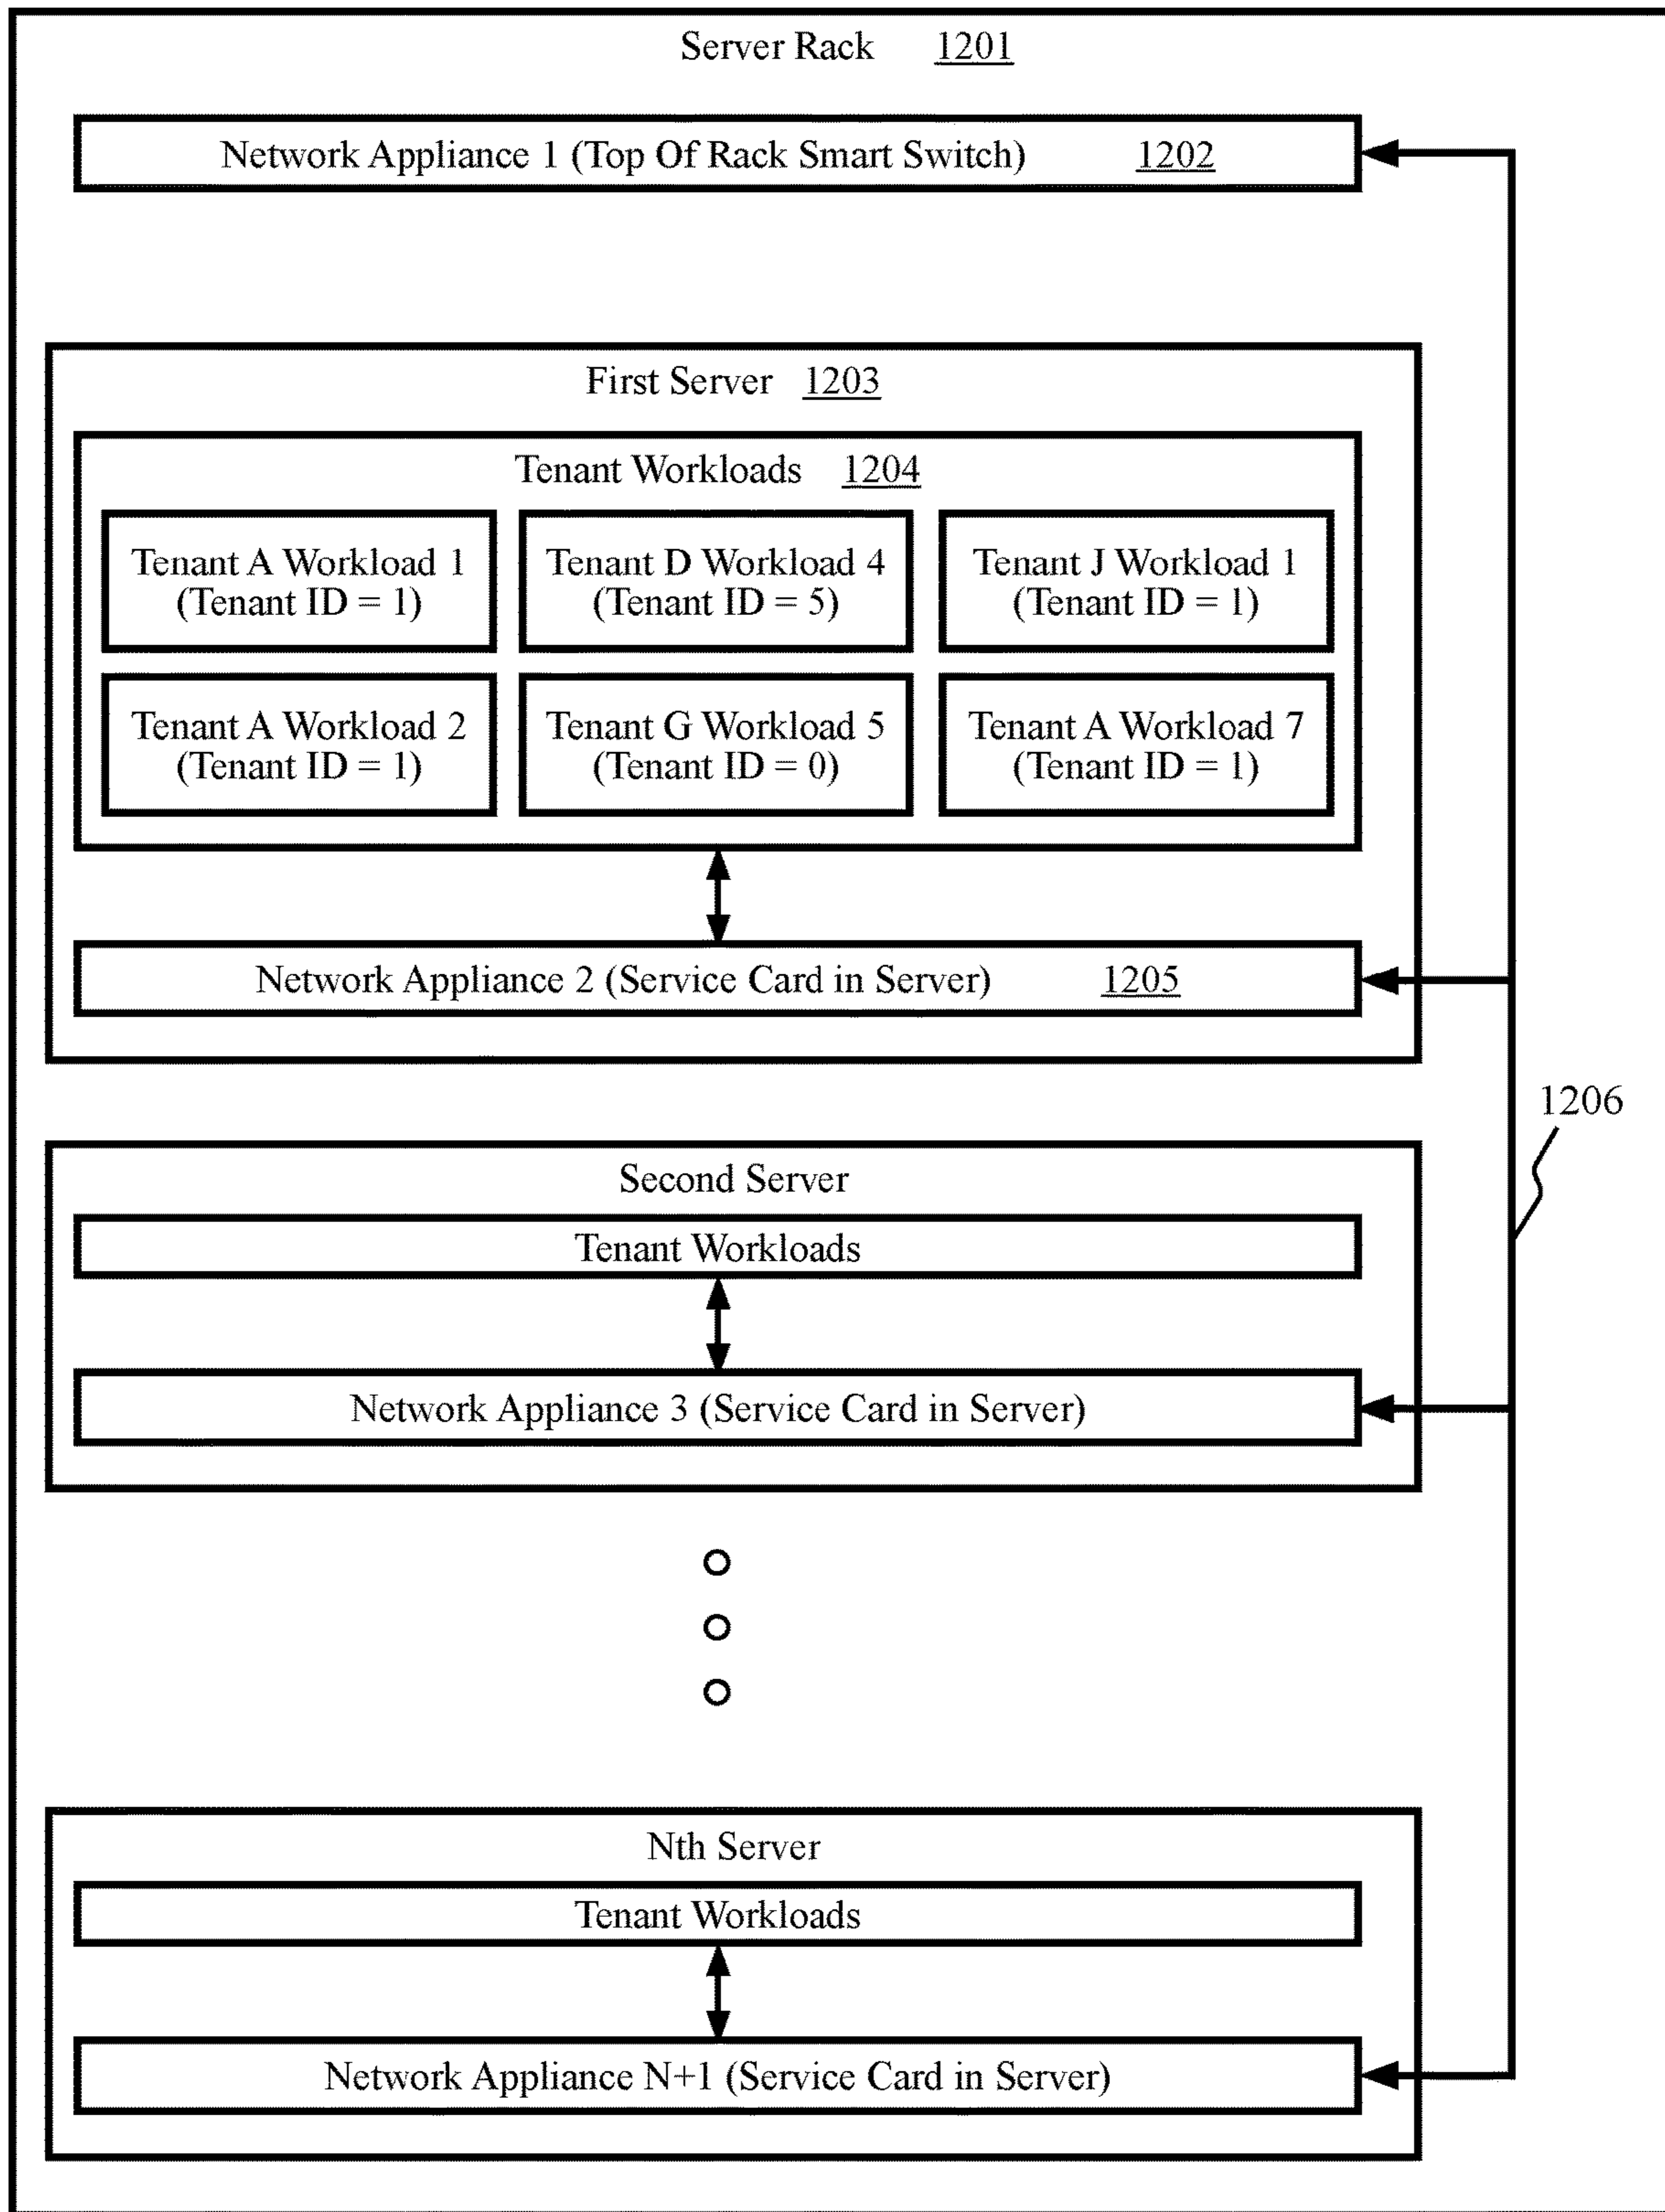 Server Rack 1201
Network Appliance 1 (Top Of Rack Smart Switch) 1202
First Server 1203
Tenant Workloads 1204
Tenant A Workload 1
(Tenant ID = 1)
Tenant D Workload 4
(Tenant ID = 5)
Tenant J Workload 1
(Tenant ID = 1)
Tenant A Workload 2
(Tenant ID = 1)
Tenant G Workload 5
(Tenant ID = 0)
Tenant A Workload 7
(Tenant ID = 1)
Network Appliance 2 (Service Card in Server) 1205
1206
Second Server
Tenant Workloads
Network Appliance 3 (Service Card in Server)
Nth Server
Tenant Workloads
Network Appliance N+1 (Service Card in Server)